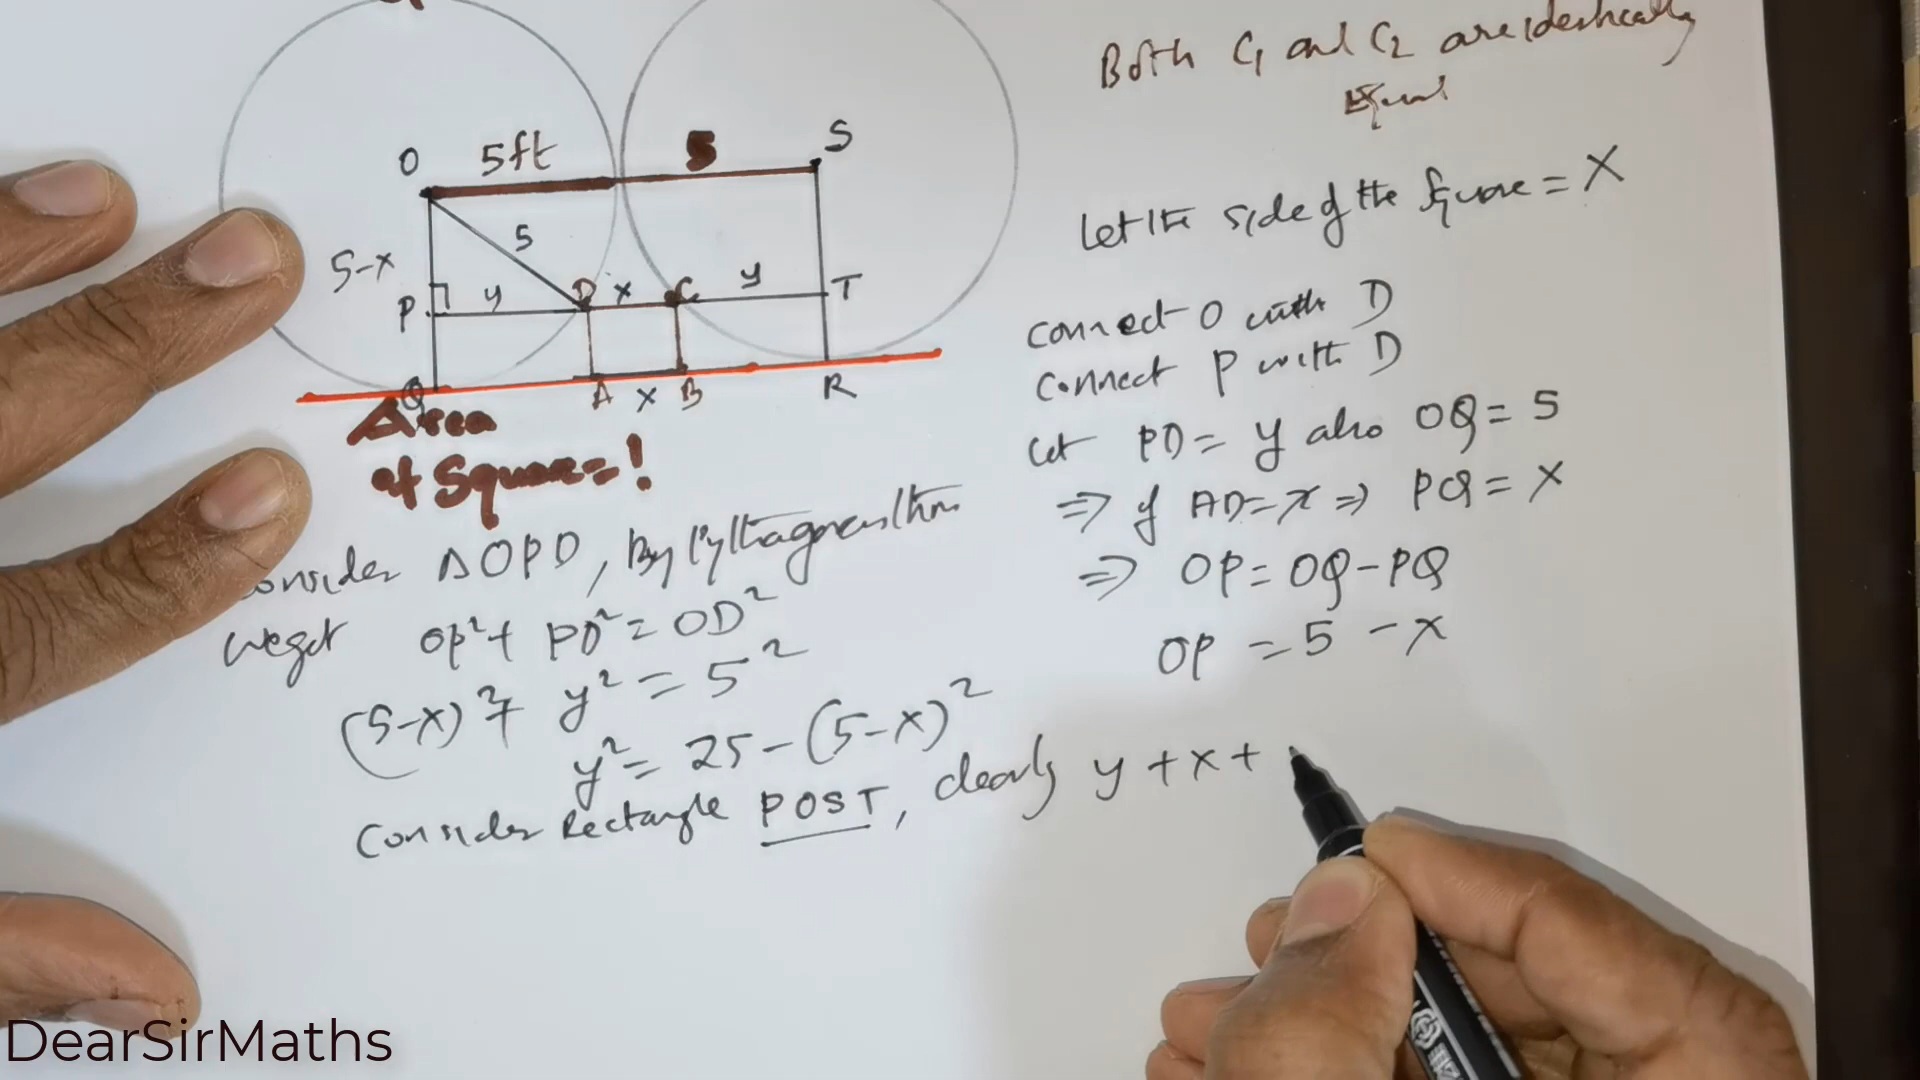 Both C1 and C2 are identically
Equal
O 5ft 5 S
5
5-x
P y D x C y T
Q A x B R
Area
of Square=!
Let the side of the Square = X
Connect O with D
Connect P with D
Let PD = y also OQ = 5
⇒ if AD = x ⇒ PQ = x
⇒ OP = OQ - PQ
OP = 5 - x
onsider ΔOPD, By Pythagoras thm
we get OP² + PD² = OD²
(5-x)² + y² = 5²
y² = 25 - (5-x)²
Consider Rectangle POST, clearly y + x +
DearSirMaths